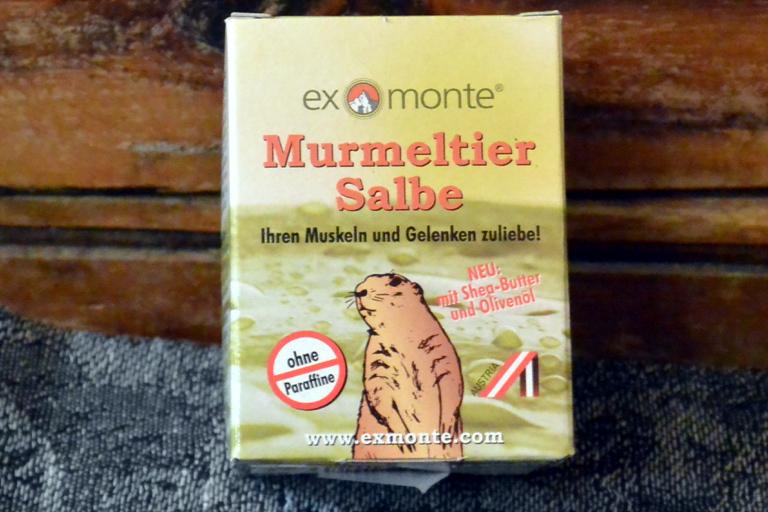 ex monte®
Murmeltier
Salbe
Ihren Muskeln und Gelenken zuliebe!
NEU:
mit Shea-Butter
und Olivenöl
ohne
Paraffine
AUSTRIA
www.exmonte.com